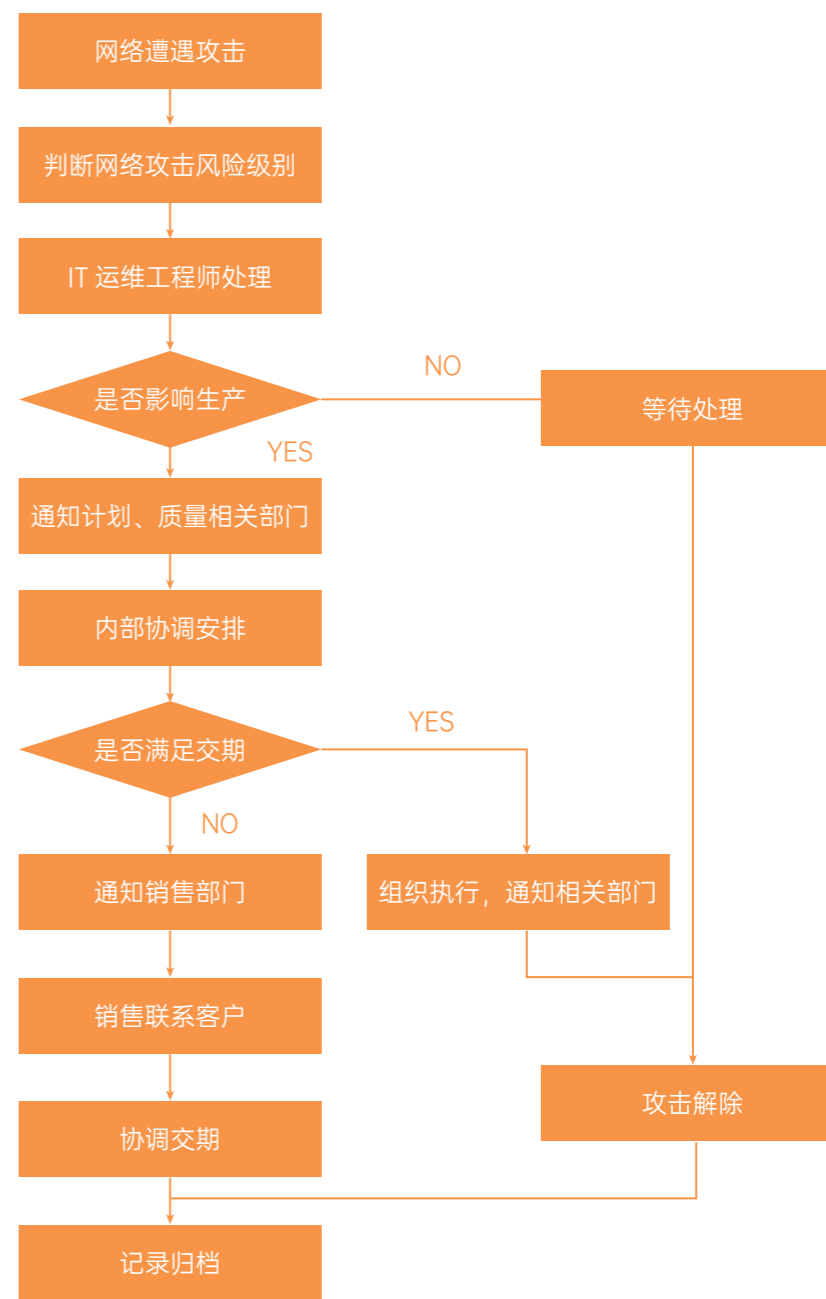 网络遭遇攻击
判断网络攻击风险级别
IT 运维工程师处理
是否影响生产
NO
等待处理
YES
通知计划、质量相关部门
内部协调安排
是否满足交期
YES
NO
通知销售部门
组织执行，通知相关部门
销售联系客户
攻击解除
协调交期
记录归档